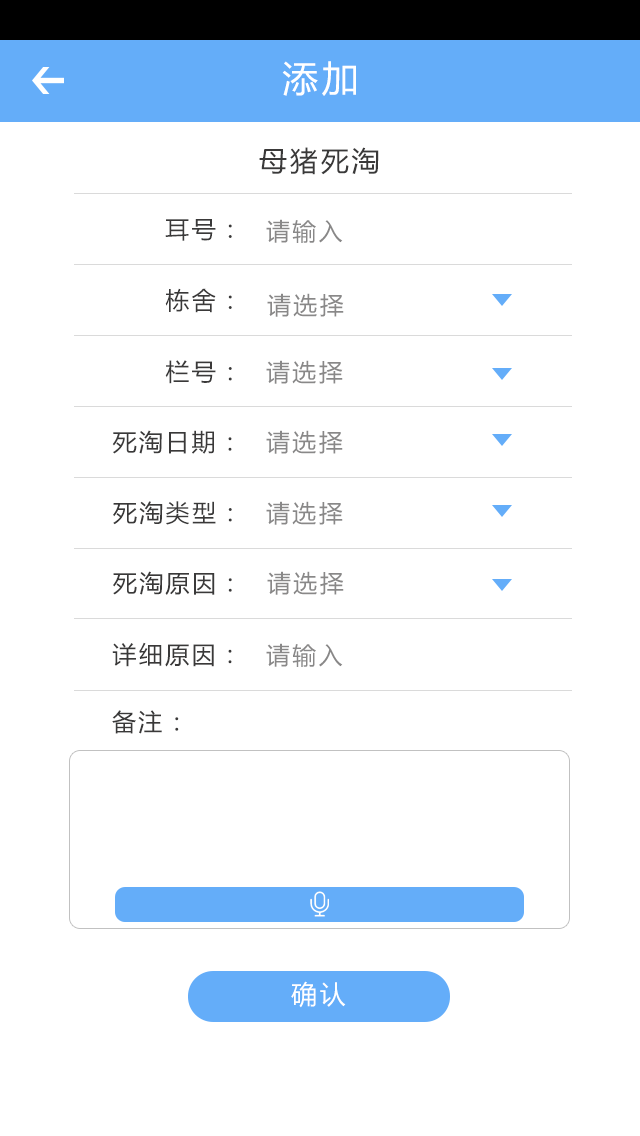 添加
母猪死淘
耳号： 请输入
栋舍： 请选择
栏号： 请选择
死淘日期： 请选择
死淘类型： 请选择
死淘原因： 请选择
详细原因： 请输入
备注：
确认